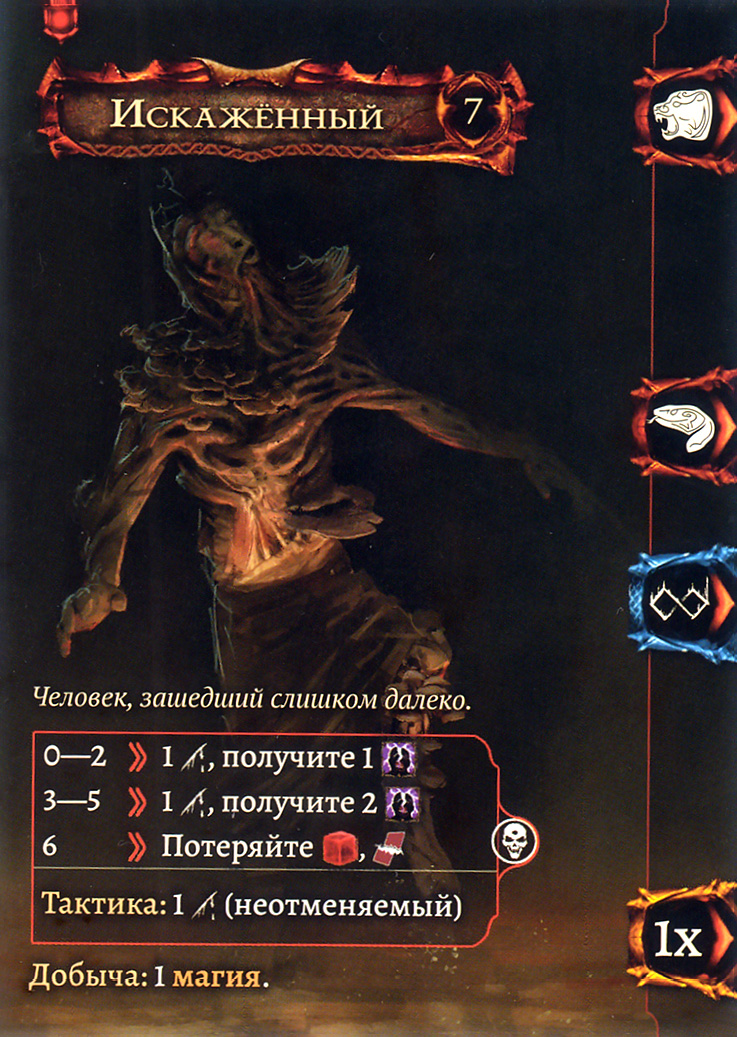 Искажённый 7
Человек, зашедший слишком далеко.
0—2 » 1 , получите 1
3—5 » 1 , получите 2
6 » Потеряйте ,
Тактика: 1 (неотменяемый)
1x
Добыча: 1 магия.